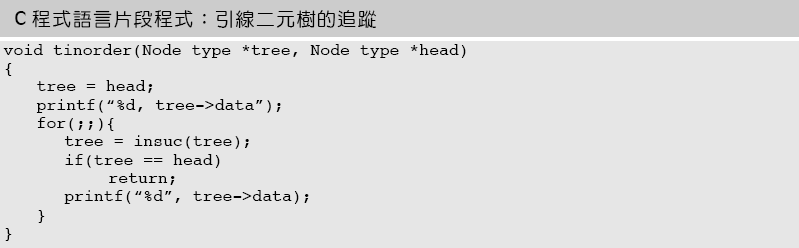 C 程式語言片段程式：引線二元樹的追蹤
void tinorder(Node type *tree, Node type *head)
{
tree = head;
printf(“%d, tree->data”);
for(;;){
tree = insuc(tree);
if(tree == head)
return;
printf(“%d”, tree->data);
}
}